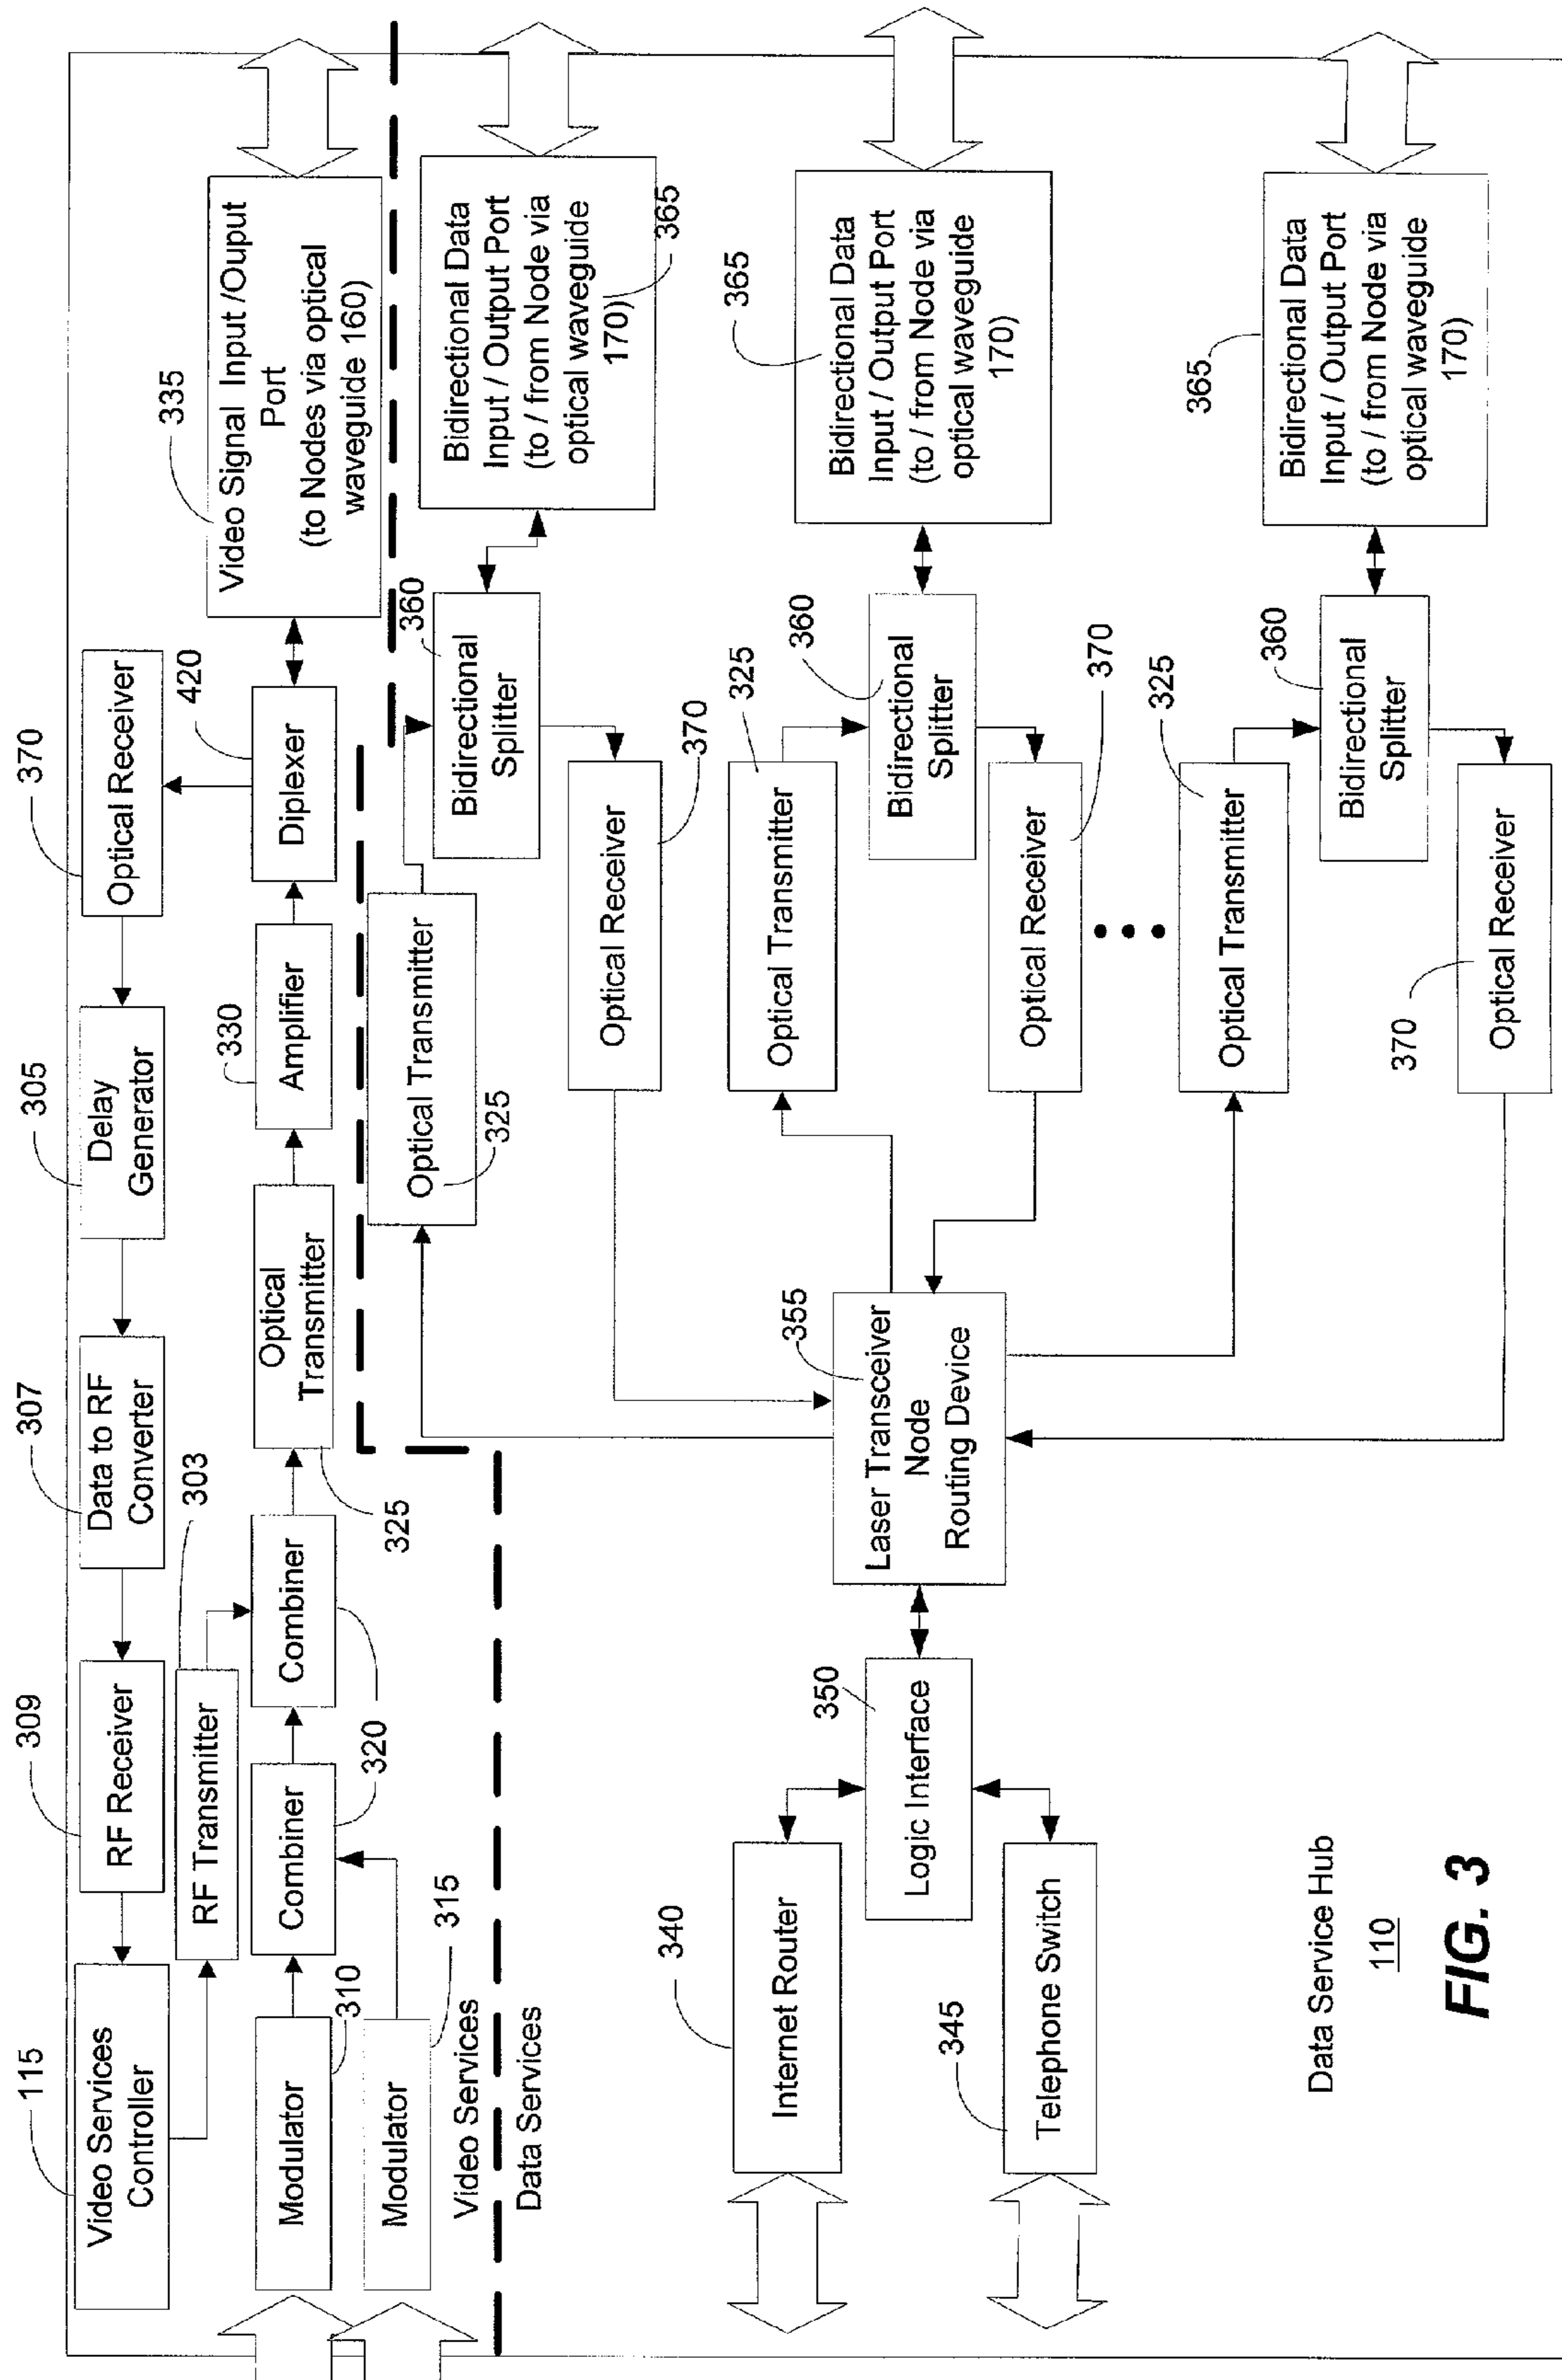 115
309
307
305
370
Video Services
Controller
RF Receiver
Data to RF
Converter
Delay
Generator
Optical Receiver
303
RF Transmitter
420
335
330
Modulator
310
Combiner
320
Combiner
Optical
Transmitter
325
Amplifier
Diplexer
Video Signal Input /Ouput
Port
(to Nodes via optical
waveguide 160)
Modulator
315
Video Services
Data Services
Optical Transmitter
325
360
Bidirectional
Splitter
Bidirectional Data
Input / Output Port
(to / from Node via
optical waveguide
170)
365
Optical Receiver
370
340
Internet Router
350
Logic Interface
345
Telephone Switch
355
Laser Transceiver
Node
Routing Device
325
Optical Transmitter
360
Bidirectional
Splitter
365
Bidirectional Data
Input / Output Port
(to / from Node via
optical waveguide
170)
Optical Receiver
370
325
Optical Transmitter
360
Bidirectional
Splitter
365
Bidirectional Data
Input / Output Port
(to / from Node via
optical waveguide
170)
370
Optical Receiver
Data Service Hub
110
FIG. 3